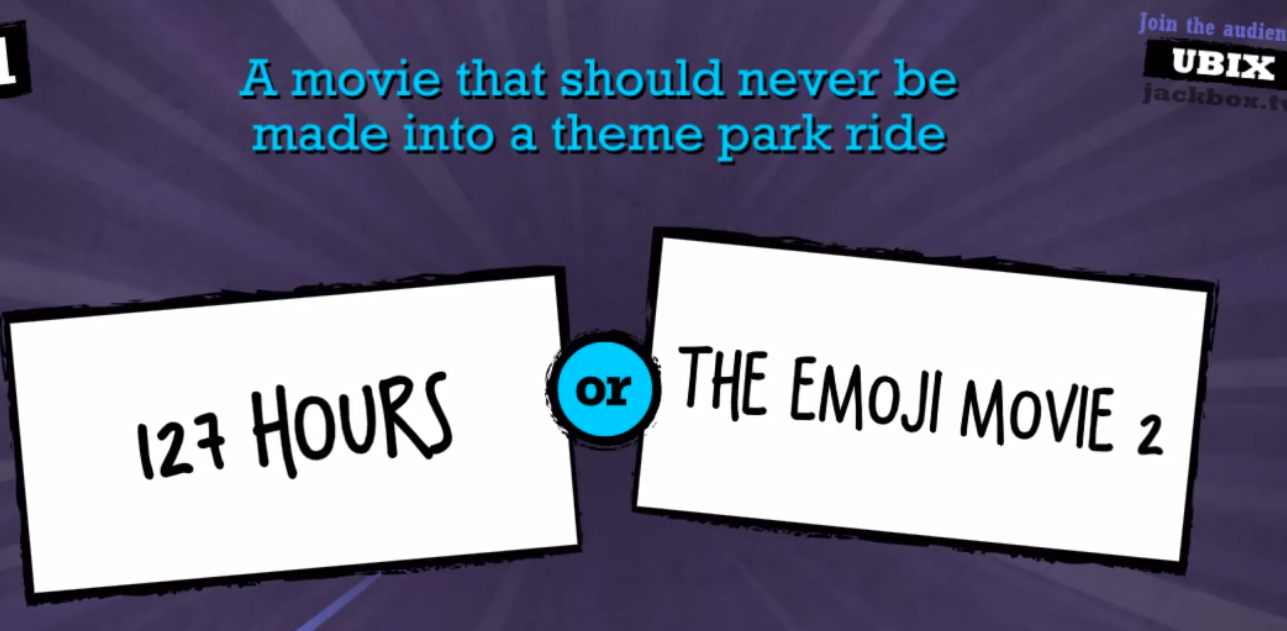 Join the audien
UBIX
jackbox.tv
A movie that should never be
made into a theme park ride
127 HOURS
or
THE EMOJI MOVIE 2